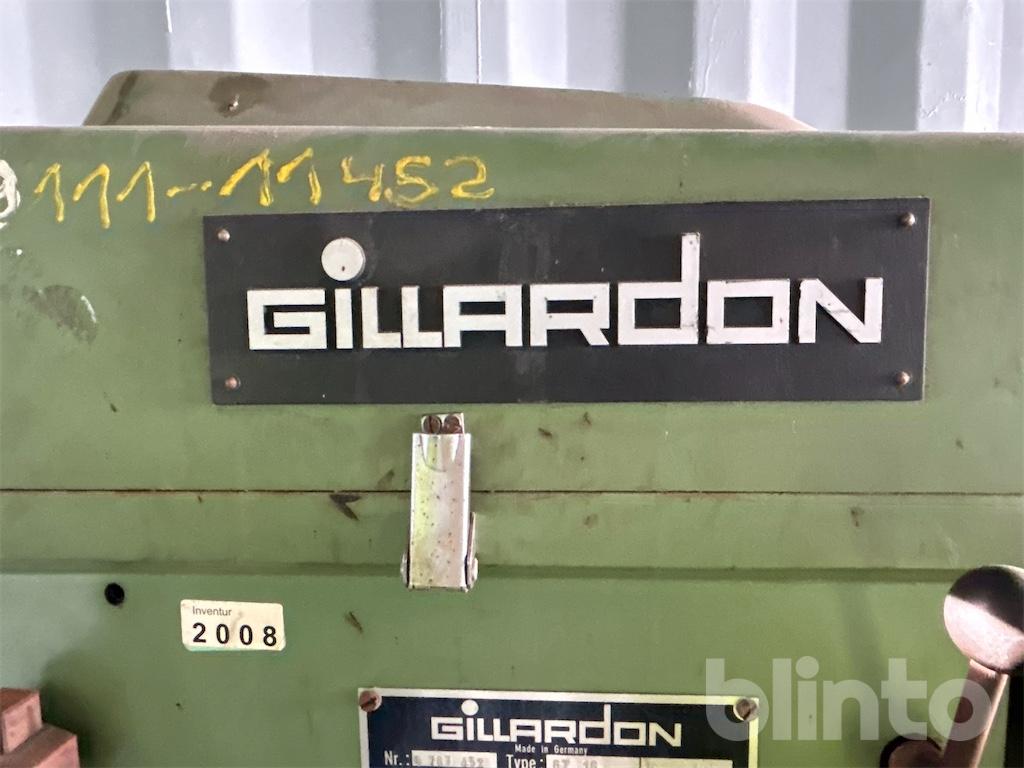 111-11452
GILLARDON
Inventur
2008
GILLARDON
Made in Germany
Nr.: Type:
blinto